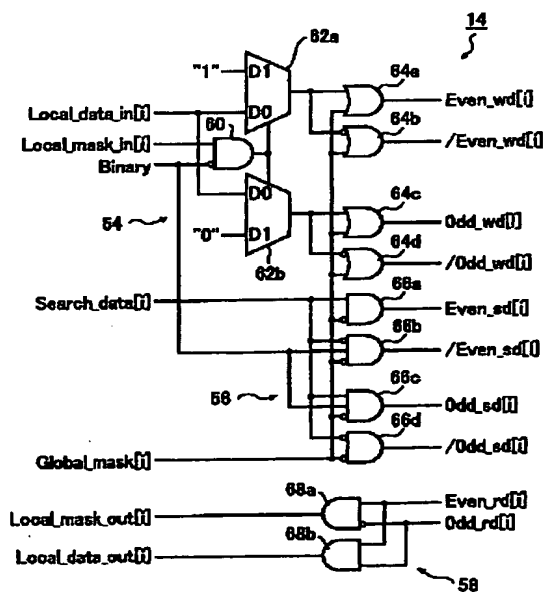 14
62a
"1"
D1
64a
Even_wd[i]
Local_data_in[i]
D0
60
64b
Local_mask_in[i]
/Even_wd[i]
Binary
D0
64c
54
Odd_wd[i]
"0"
D1
64d
62b
/Odd_wd[i]
66a
Search_data[i]
Even_sd[i]
66b
/Even_sd[i]
56
66c
Odd_sd[i]
66d
Global_mask[i]
/Odd_sd[i]
68a
Even_rd[i]
Local_mask_out[i]
Odd_rd[i]
68b
Local_data_out[i]
58